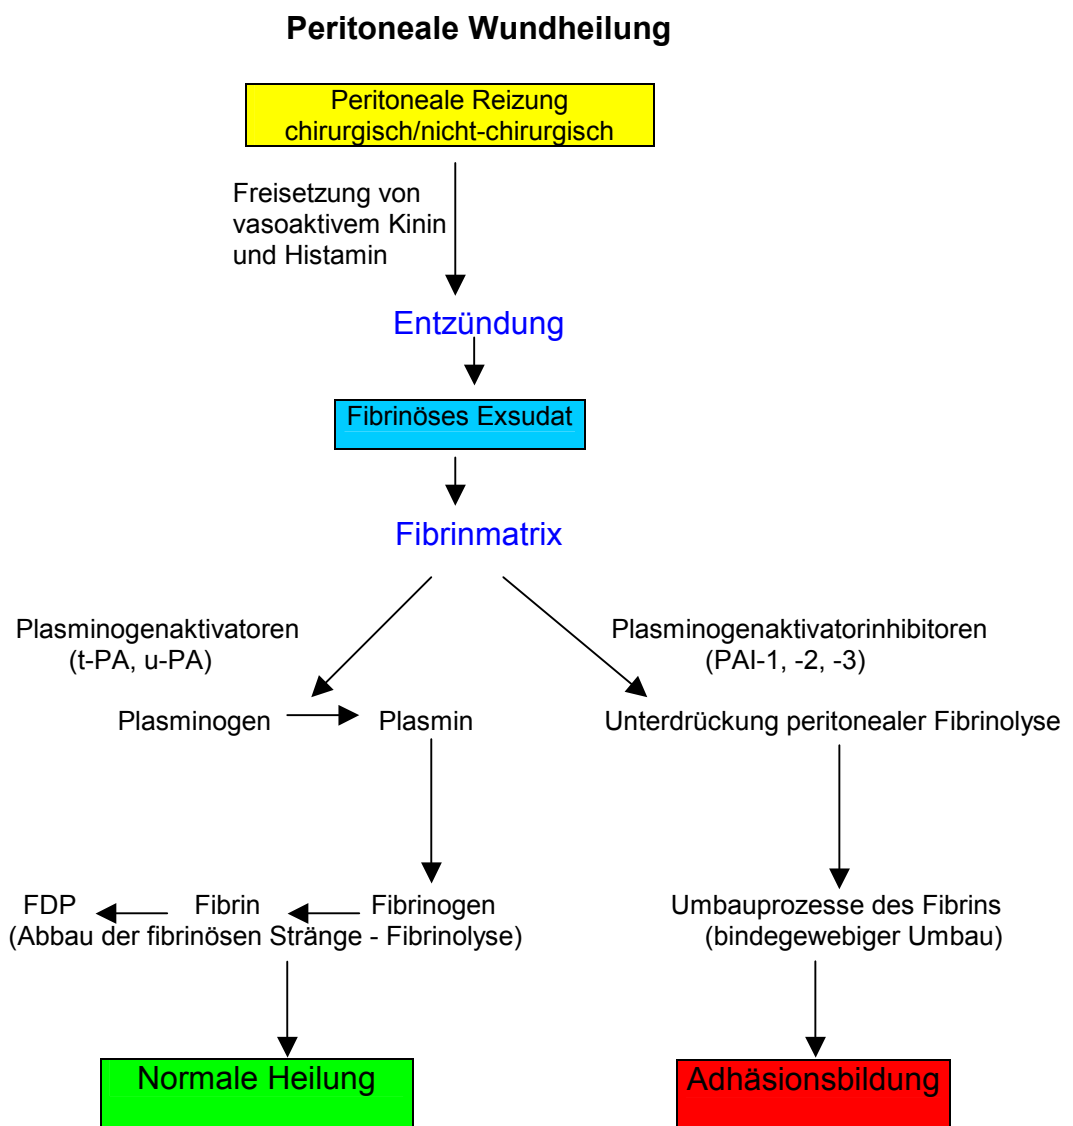 Peritoneale Wundheilung
Peritoneale Reizung
chirurgisch/nicht-chirurgisch
Freisetzung von
vasoaktivem Kinin
und Histamin
Entzündung
Fibrinöses Exsudat
Fibrinmatrix
Plasminogenaktivatoren
(t-PA, u-PA)
Plasminogenaktivatorinhibitoren
(PAI-1, -2, -3)
Plasminogen
Plasmin
Unterdrückung peritonealer Fibrinolyse
FDP
Fibrin
Fibrinogen
(Abbau der fibrinösen Stränge - Fibrinolyse)
Umbauprozesse des Fibrins
(bindegewebiger Umbau)
Normale Heilung
Adhäsionsbildung